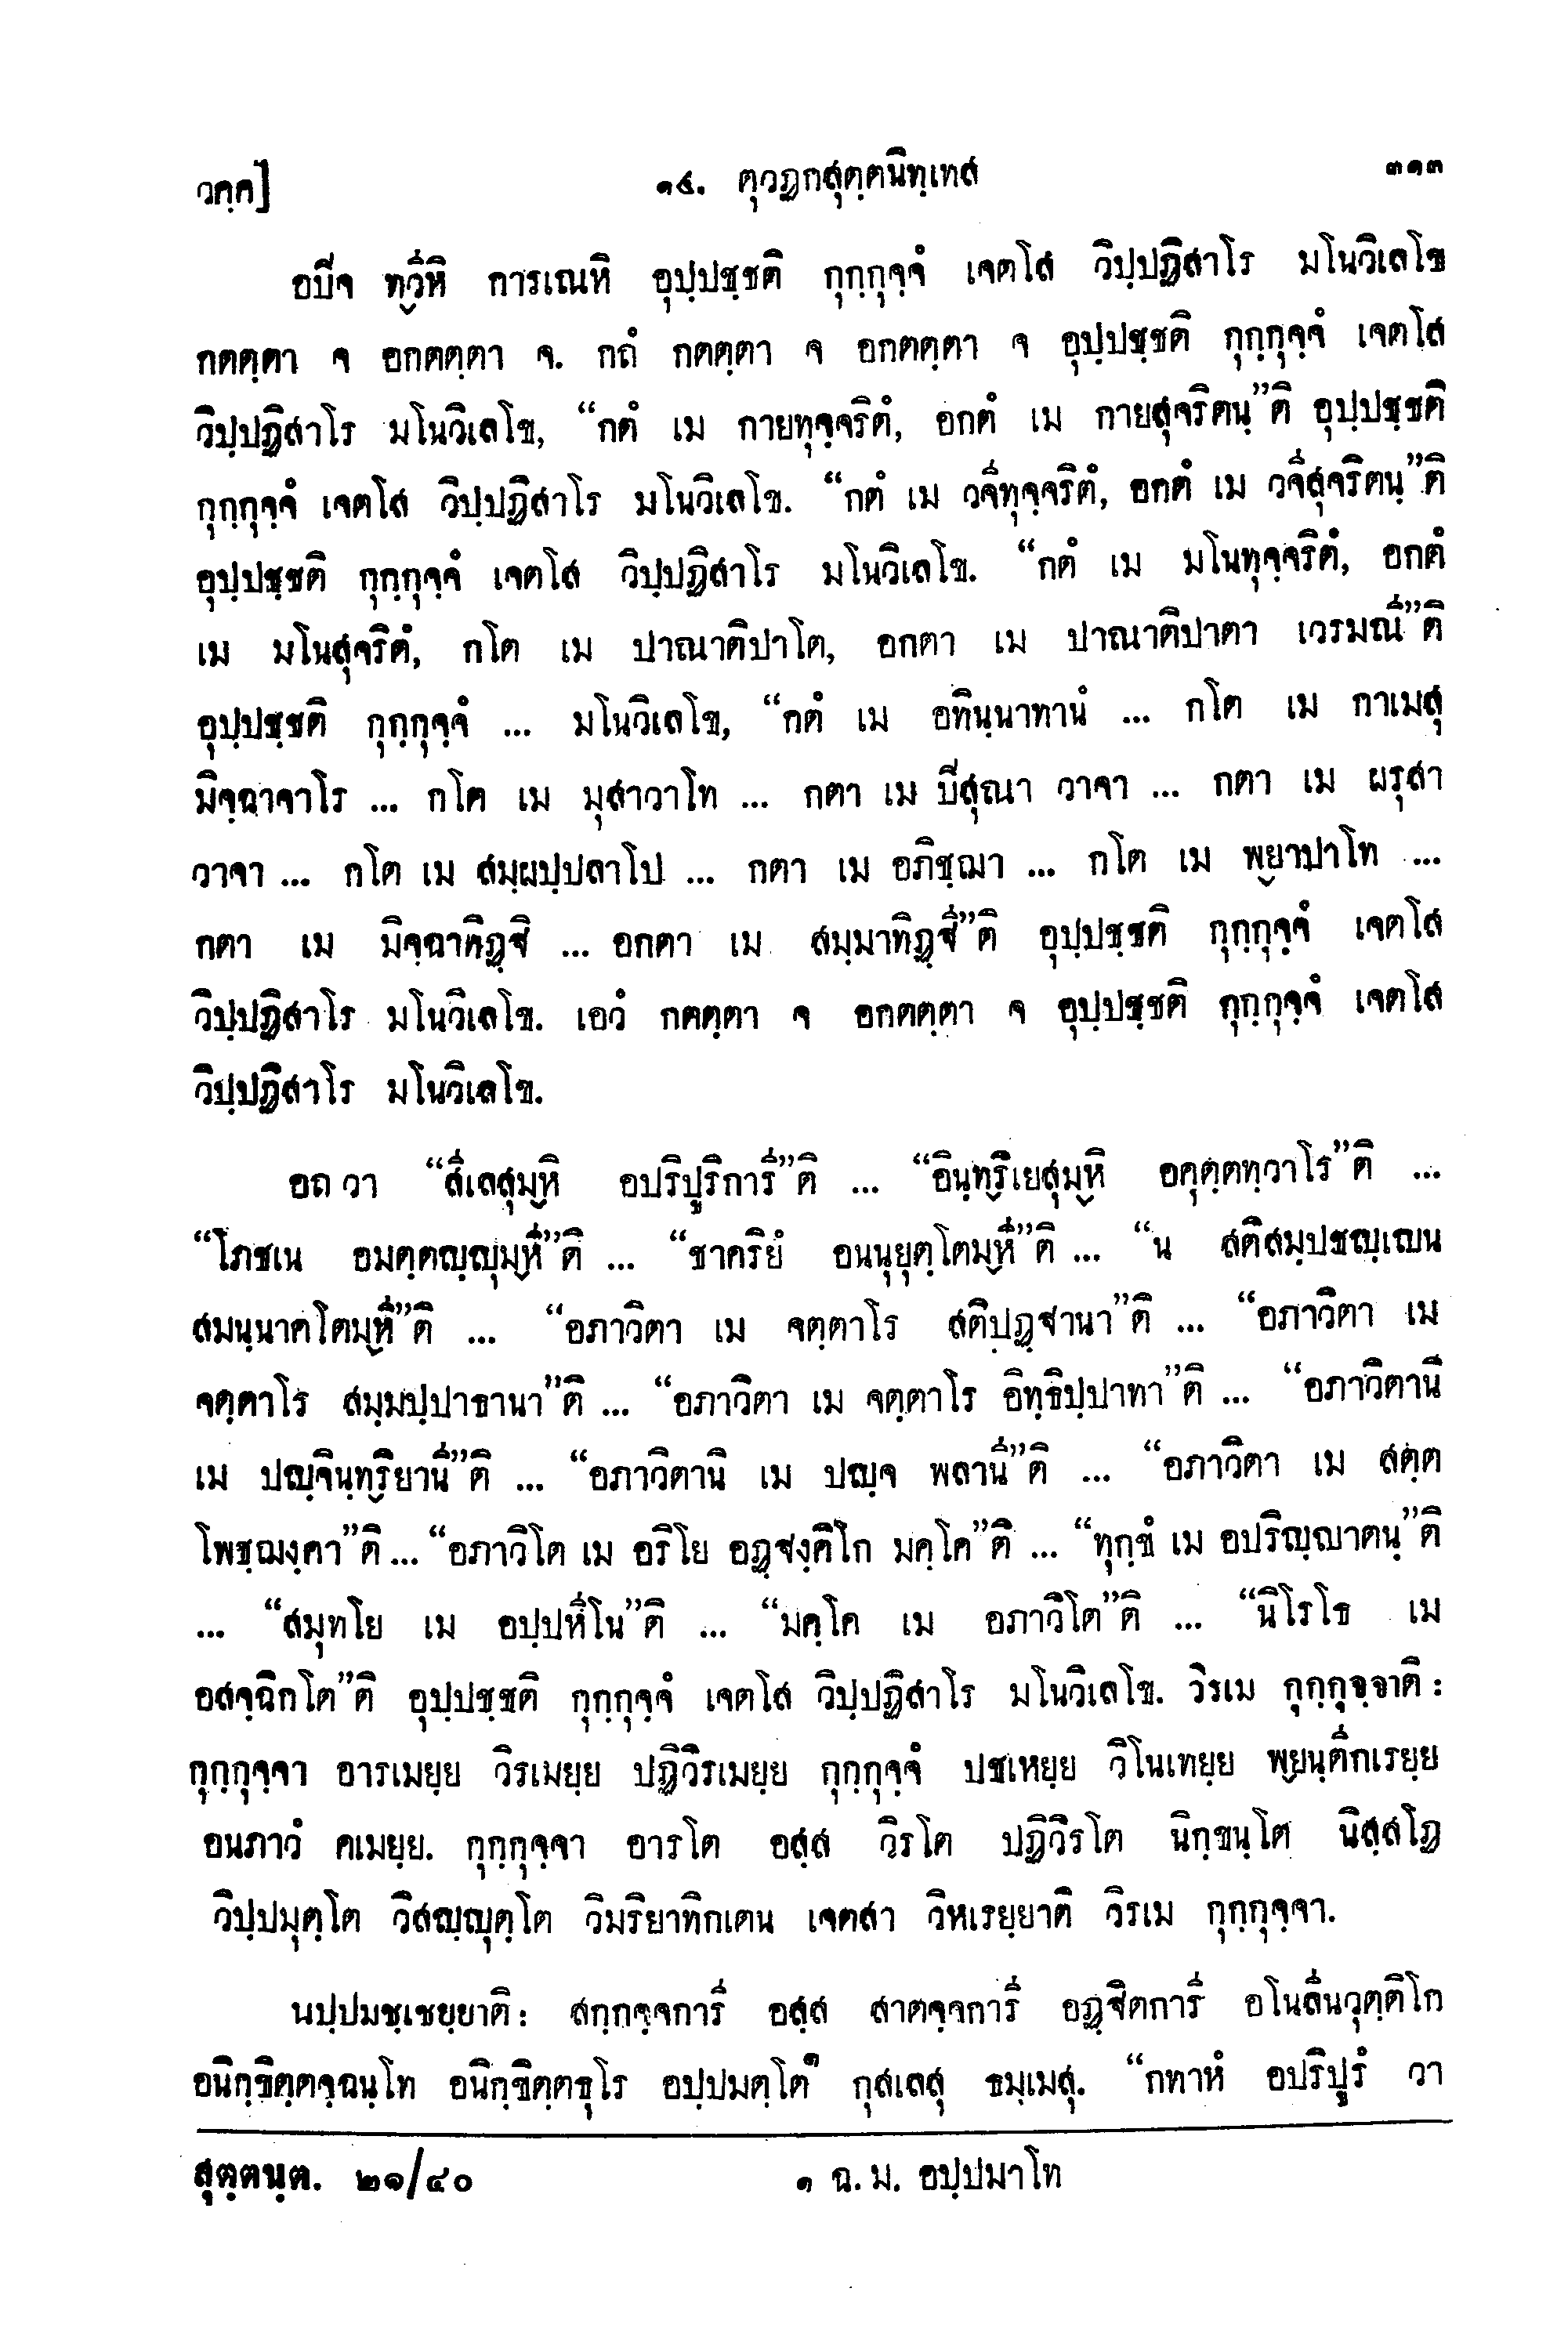 วคฺค]	๑๔. ตุวฏกสุตฺตนิทฺเทส	๓๑๓
อปิจ ทฺวีหิ การเณหิ อุปฺปชฺชติ กุกฺกุจฺจํ เจตโส วิปฺปฏิสาโร มโนวิเลโข
กตตฺตา จ อกตตฺตา จ. กถํ กตตฺตา จ อกตตฺตา จ อุปฺปชฺชติ กุกฺกุจฺจํ เจตโส
วิปฺปฏิสาโร มโนวิเลโข, “กตํ เม กายทุจฺจริตํ, อกตํ เม กายสุจริตนฺ”ติ อุปฺปชฺชติ
กุกฺกุจฺจํ เจตโส วิปฺปฏิสาโร มโนวิเลโข. “กตํ เม วจีทุจฺจริตํ, อกตํ เม วจีสุจริตนฺ”ติ
อุปฺปชฺชติ กุกฺกุจฺจํ เจตโส วิปฺปฏิสาโร มโนวิเลโข. “กตํ เม มโนทุจฺจริตํ, อกตํ
เม มโนสุจริตํ, กโต เม ปาณาติปาโต, อกตา เม ปาณาติปาตา เวรมณี”ติ
อุปฺปชฺชติ กุกฺกุจฺจํ ... มโนวิเลโข, “กตํ เม อทินฺนาทานํ ... กโต เม กาเมสุ
มิจฺฉาจาโร ... กโต เม มุสาวาโท ... กตา เม ปิสุณา วาจา ... กตา เม ผรุสา
วาจา ... กโต เม สมฺผปฺปลาโป ... กตา เม อภิชฺฌา ... กโต เม พฺยาปาโท ...
กตา เม มิจฺฉาทิฏฺฐิ ... อกตา เม สมฺมาทิฏฺฐี”ติ อุปฺปชฺชติ กุกฺกุจฺจํ เจตโส
วิปฺปฏิสาโร มโนวิเลโข. เอวํ กตตฺตา จ อกตตฺตา จ อุปฺปชฺชติ กุกฺกุจฺจํ เจตโส
วิปฺปฏิสาโร มโนวิเลโข.
อถ วา “สีเลสุมฺหิ อปริปูริการี”ติ ... “อินฺทฺริเยสุมฺหิ อคุตฺตทฺวาโร”ติ ...
“โภชเน อมตฺตญฺญุมฺหี”ติ ... “ชาคริยํ อนนุยุตฺโตมฺหี”ติ ... “น สติสมฺปชญฺเญน
สมนฺนาคโตมฺหี”ติ ... “อภาวิตา เม จตฺตาโร สติปฏฺฐานา”ติ ... “อภาวิตา เม
จตฺตาโร สมฺมปฺปาธานา”ติ ... “อภาวิตา เม จตฺตาโร อิทฺธิปฺปาทา”ติ ... “อภาวิตานิ
เม ปญฺจินฺทฺริยานี”ติ ... “อภาวิตานิ เม ปญฺจ พลานี”ติ ... “อภาวิตา เม สตฺต
โพชฺฌงฺคา”ติ ... “อภาวิโต เม อริโย อฏฺฐงฺคิโก มคฺโค”ติ ... “ทุกฺขํ เม อปริญฺญาตนฺ”ติ
... “สมุทโย เม อปฺปหีโน”ติ ... “มคฺโค เม อภาวิโต”ติ ... “นิโรโธ เม
อสจฺฉิกโต”ติ อุปฺปชฺชติ กุกฺกุจฺจํ เจตโส วิปฺปฏิสาโร มโนวิเลโข. วิรเม กุกฺกุจฺจาติ :
กุกฺกุจฺจา อารเมยฺย วิรเมยฺย ปฏิวิรเมยฺย กุกฺกุจฺจํ ปชเหยฺย วิโนเทยฺย พฺยนฺตีกเรยฺย
อนภาวํ คเมยฺย. กุกฺกุจฺจา อารโต อสฺส วิรโต ปฏิวิรโต นิกฺขนฺโต นิสฺสโฏ
วิปฺปมุตฺโต วิสญฺญุตฺโต วิมริยาทิกเตน เจตสา วิหเรยฺยาติ วิรเม กุกฺกุจฺจา.
นปฺปมชฺเชยฺยาติ : สกฺกจฺจการี อสฺส สาตจฺจการี อฏฺฐิตการี อโนลีนวุตฺติโก
อนิกฺขิตฺตจฺฉนฺโท อนิกฺขิตฺตธุโร อปฺปมตฺโต๑ กุสเลสุ ธมฺเมสุ. “กทาหํ อปริปูรํ วา
สุตฺตนฺต. ๒๑/๔๐	๑ ฉ. ม. อปฺปมาโท